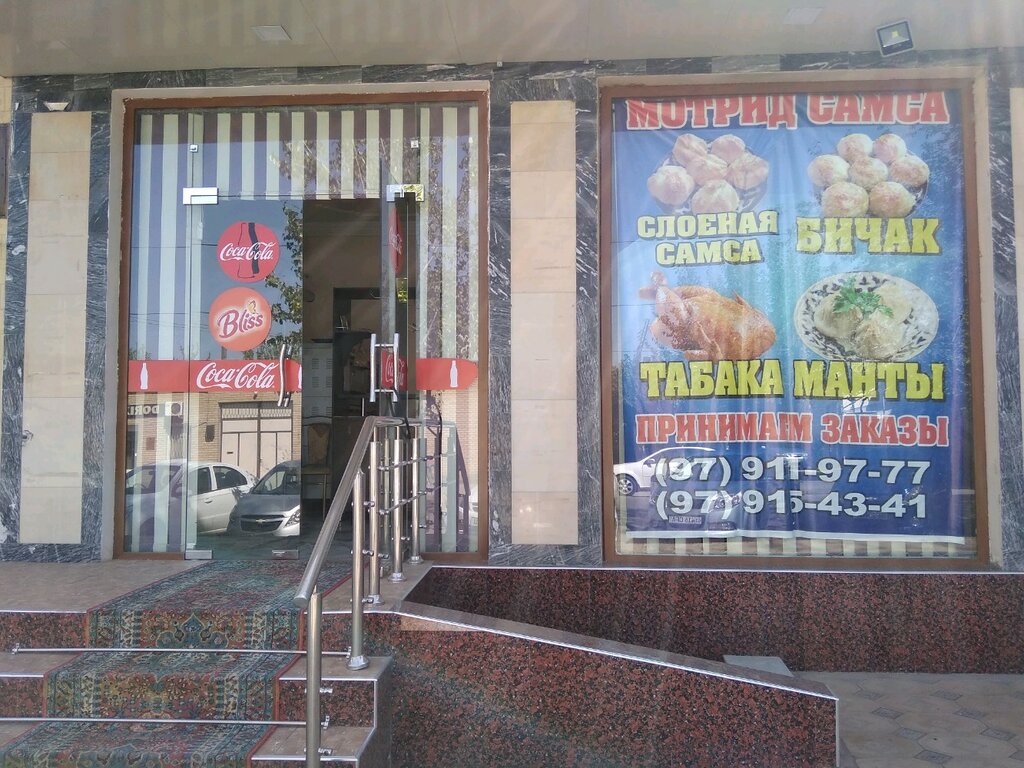 МОТРИД САМСА
СЛОЕНАЯ
САМСА
БИЧАК
ТАБАКА МАНТЫ
ПРИНИМАЕМ ЗАКАЗЫ
(97) 911-97-77
(97) 915-43-41
Coca-Cola
Bliss
Coca-Cola